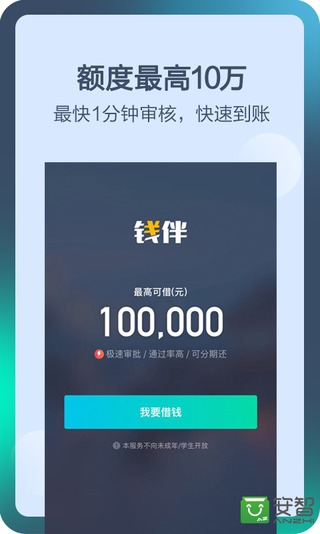 额度最高10万
最快1分钟审核，快速到账
钱伴
最高可借(元)
100,000
极速审批 / 通过率高 / 可分期还
我要借钱
本服务不向未成年/学生开放
AZ
安智
ANZHI